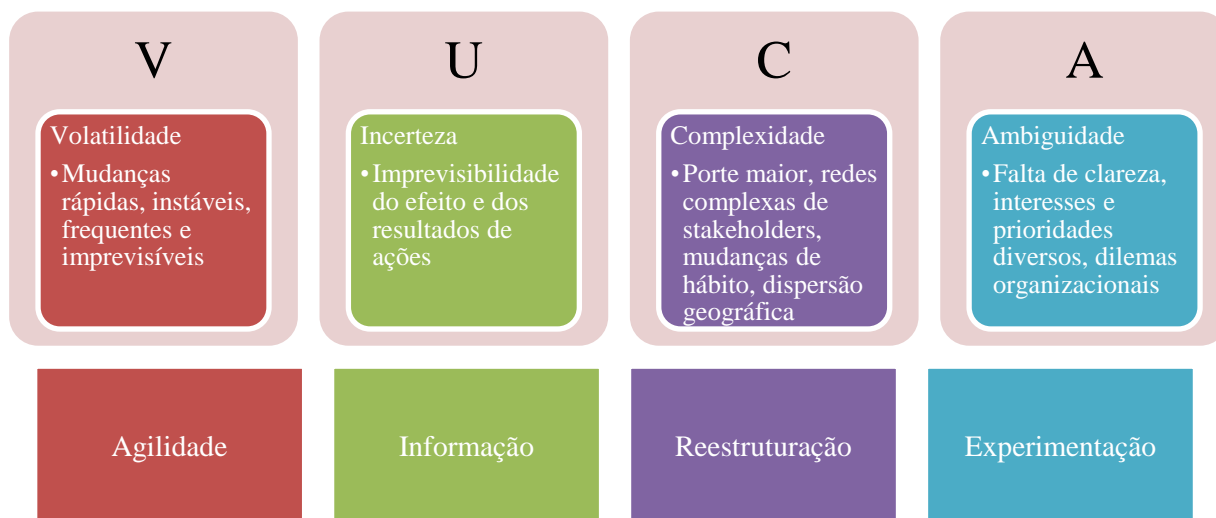 V
Volatilidade
•Mudanças
rápidas, instáveis,
frequentes e
imprevisíveis
U
Incerteza
•Imprevisibilidade
do efeito e dos
resultados de
ações
C
Complexidade
•Porte maior, redes
complexas de
stakeholders,
mudanças de
hábito, dispersão
geográfica
A
Ambiguidade
•Falta de clareza,
interesses e
prioridades
diversos, dilemas
organizacionais
Agilidade
Informação
Reestruturação
Experimentação